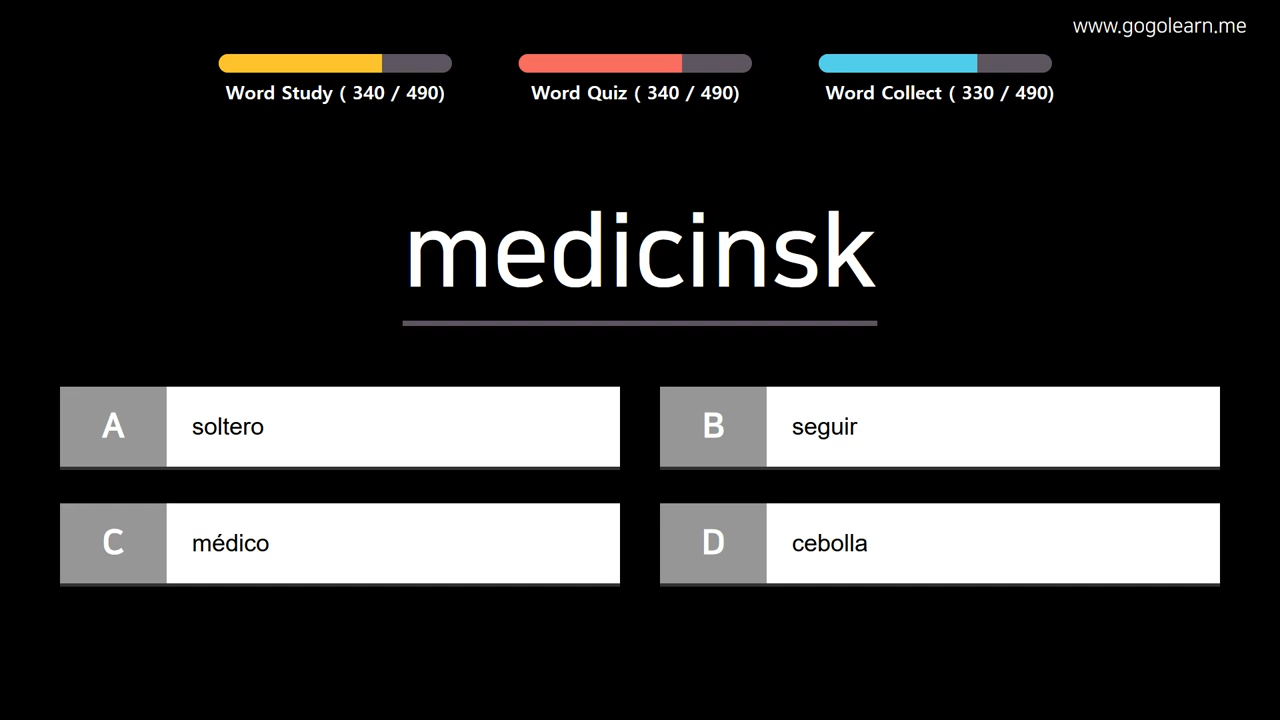 www.gogolearn.me
Word Study ( 340 / 490)
Word Quiz ( 340 / 490)
Word Collect ( 330 / 490)
medicinsk
A soltero
B seguir
C médico
D cebolla